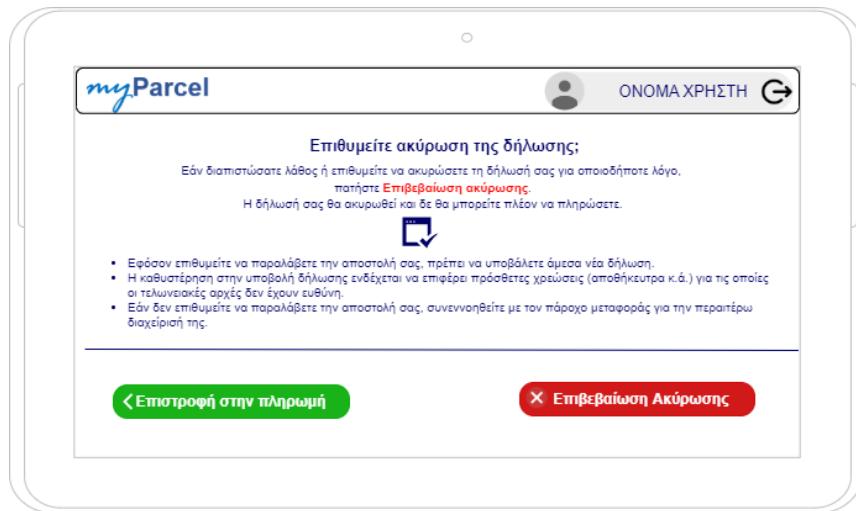 myParcel
ΟΝΟΜΑ ΧΡΗΣΤΗ
Επιθυμείτε ακύρωση της δήλωσης;
Εάν διαπιστώσατε λάθος ή επιθυμείτε να ακυρώσετε τη δήλωσή σας για οποιοδήποτε λόγο,
πατήστε Επιβεβαίωση ακύρωσης.
Η δήλωσή σας θα ακυρωθεί και δε θα μπορείτε πλέον να πληρώσετε.
• Εφόσον επιθυμείτε να παραλάβετε την αποστολή σας, πρέπει να υποβάλετε άμεσα νέα δήλωση.
• Η καθυστέρηση στην υποβολή δήλωσης ενδέχεται να επιφέρει πρόσθετες χρεώσεις (αποθήκευτρα κ.ά.) για τις οποίες
οι τελωνειακές αρχές δεν έχουν ευθύνη.
• Εάν δεν επιθυμείτε να παραλάβετε την αποστολή σας, συνεννοηθείτε με τον πάροχο μεταφοράς για την περαιτέρω
διαχείρισή της.
Επιστροφή στην πληρωμή
Επιβεβαίωση Ακύρωσης